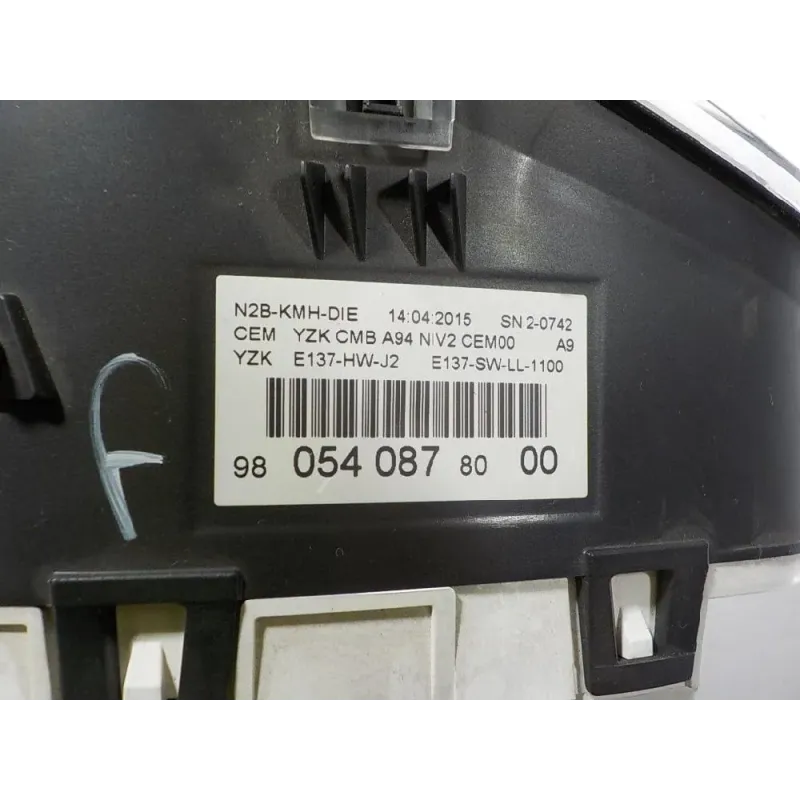 N2B-KMH-DIE 14:04:2015 SN 2-0742
CEM YZK CMB A94 NIV2 CEM00 A9
YZK E137-HW-J2 E137-SW-LL-1100
98 054 087 80 00
f